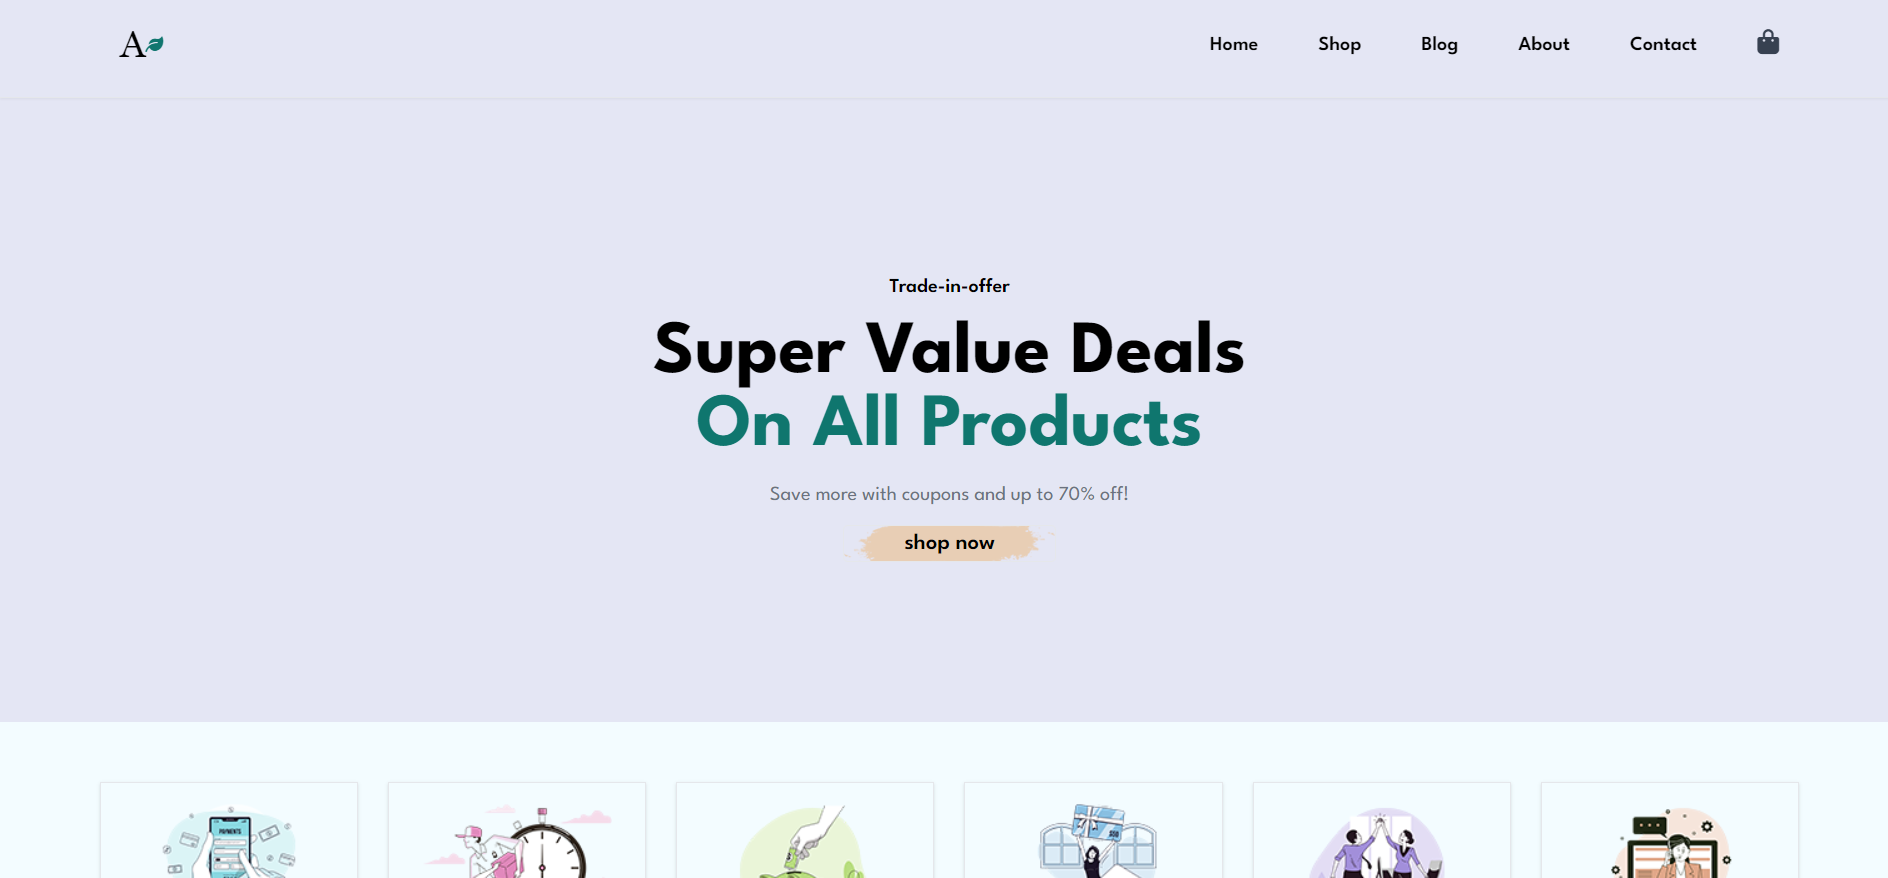 A
Home Shop Blog About Contact
Trade-in-offer
Super Value Deals
On All Products
Save more with coupons and up to 70% off!
shop now
PAYMENTS